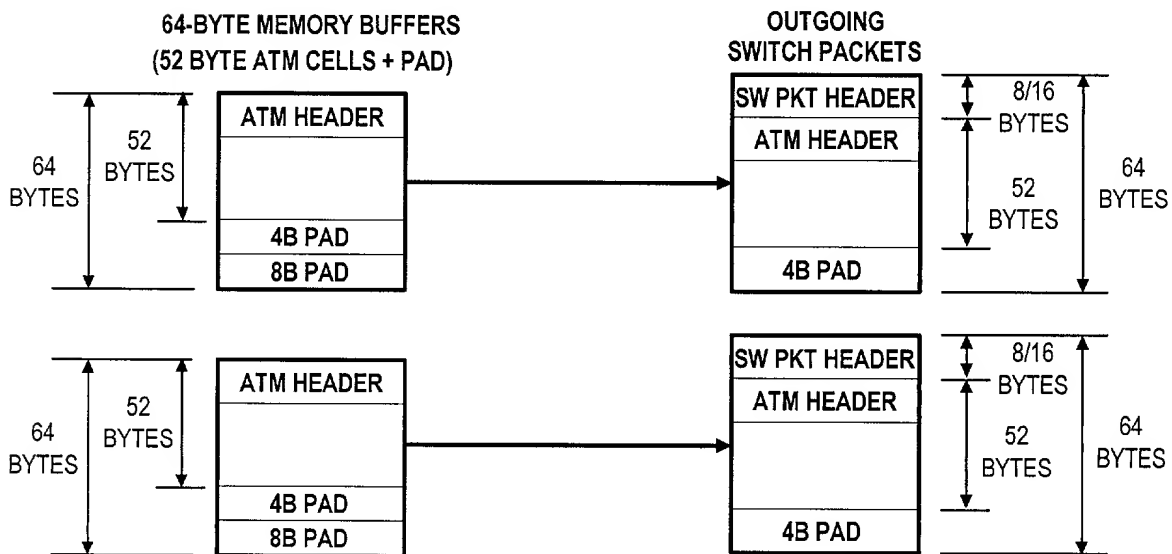 64-BYTE MEMORY BUFFERS
(52 BYTE ATM CELLS + PAD)
OUTGOING
SWITCH PACKETS
64
BYTES
52
BYTES
ATM HEADER
4B PAD
8B PAD
SW PKT HEADER
ATM HEADER
4B PAD
8/16
BYTES
52
BYTES
64
BYTES
64
BYTES
52
BYTES
ATM HEADER
4B PAD
8B PAD
SW PKT HEADER
ATM HEADER
4B PAD
8/16
BYTES
52
BYTES
64
BYTES